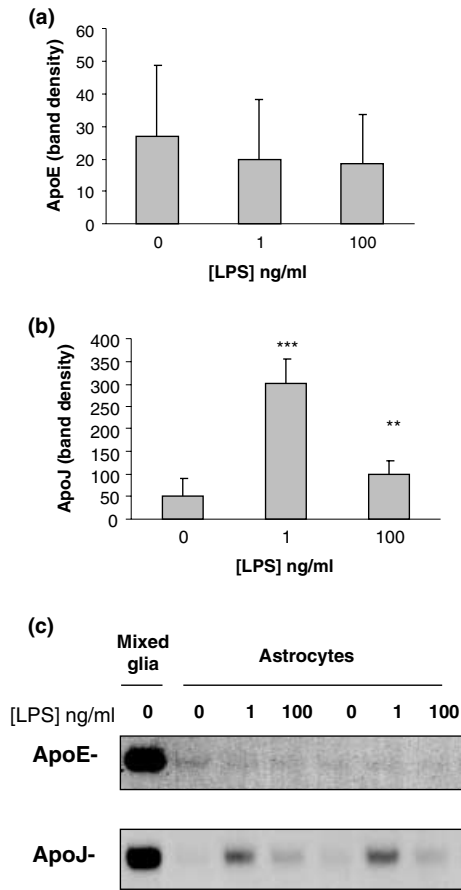 (a)
ApoE (band density)
60
50
40
30
20
10
0
0 1 100
[LPS] ng/ml
(b)
ApoJ (band density)
400
350
300
250
200
150
100
50
0
***
**
0 1 100
[LPS] ng/ml
(c)
Mixed
glia
Astrocytes
[LPS] ng/ml 0 0 1 100 0 1 100
ApoE-
ApoJ-